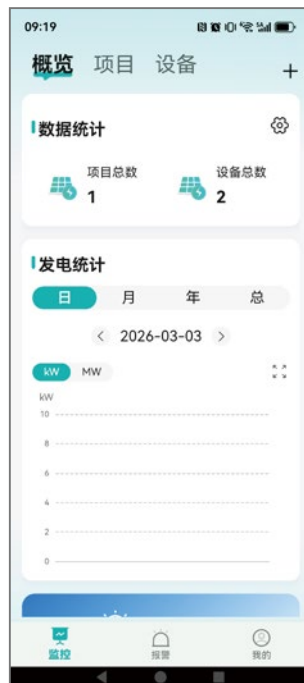 09:19
概览 项目 设备 +
数据统计
项目总数 设备总数
1 2
发电统计
日 月 年 总
< 2026-03-03 >
kW MW
kW
10
8
6
4
2
0
监控 报警 我的